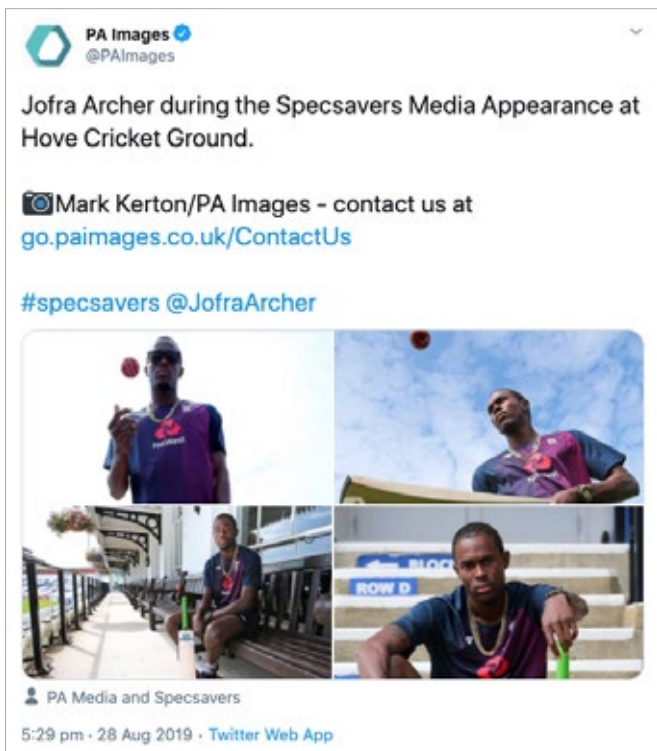 PA Images
@PAImages
Jofra Archer during the Specsavers Media Appearance at
Hove Cricket Ground.
Mark Kerton/PA Images - contact us at
go.paimages.co.uk/ContactUs
#specsavers @JofraArcher
NatWest
BLOCK
ROW D
PA Media and Specsavers
5:29 pm · 28 Aug 2019 · Twitter Web App